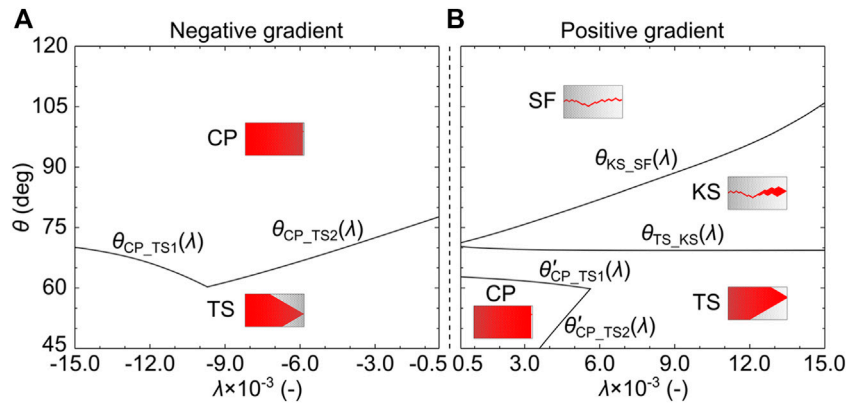 A Negative gradient
B Positive gradient
120
105
90
75
60
45
θ (deg)
CP
θCP_TS1(λ)
θCP_TS2(λ)
TS
-15.0 -12.0 -9.0 -6.0 -3.0 -0.5
λ×10⁻³ (-)
SF
θKS_SF(λ)
KS
θTS_KS(λ)
θ′CP_TS1(λ)
CP
TS
θ′CP_TS2(λ)
0.5 3.0 6.0 9.0 12.0 15.0
λ×10⁻³ (-)